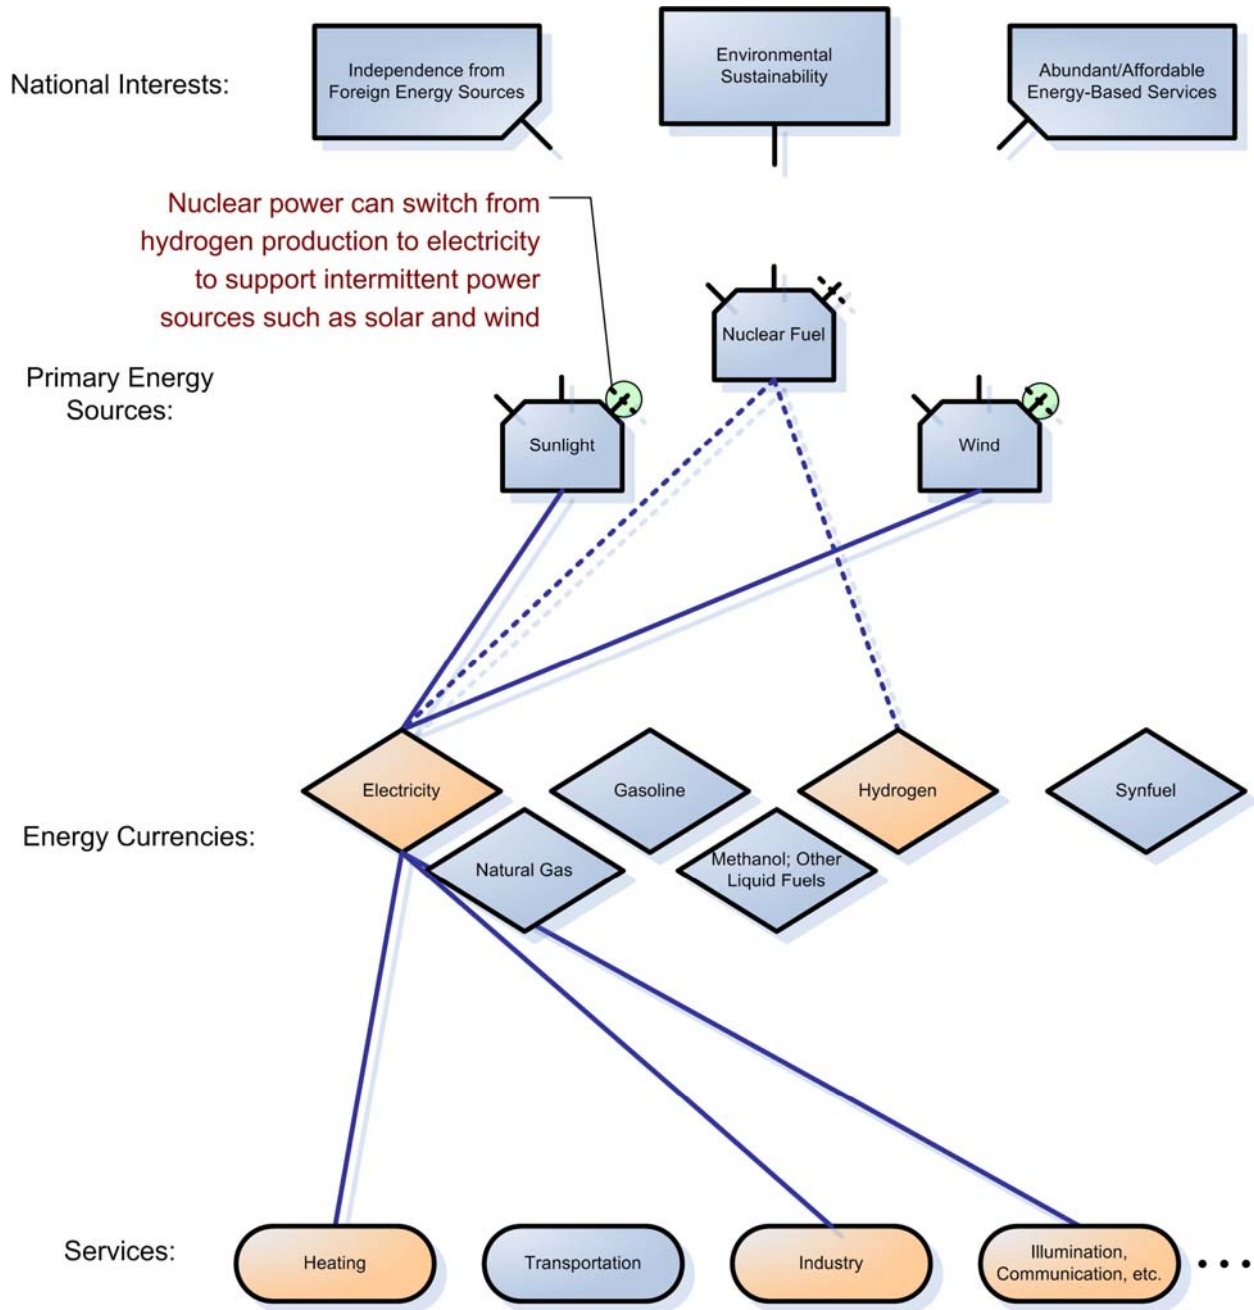 National Interests:
Independence from
Foreign Energy Sources
Environmental
Sustainability
Abundant/Affordable
Energy-Based Services
Nuclear power can switch from
hydrogen production to electricity
to support intermittent power
sources such as solar and wind
Primary Energy
Sources:
Nuclear Fuel
Sunlight
Wind
Energy Currencies:
Electricity
Gasoline
Hydrogen
Synfuel
Natural Gas
Methanol; Other
Liquid Fuels
Services:
Heating
Transportation
Industry
Illumination,
Communication, etc.
• • • •